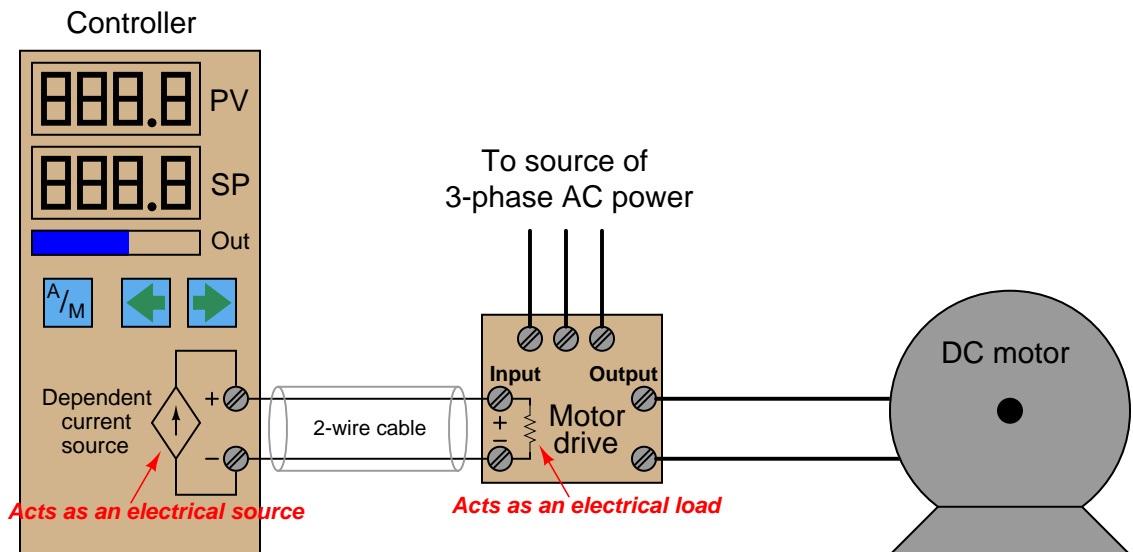 Controller
888.8
PV
888.8
SP
Out
A/M
To source of
3-phase AC power
Dependent
current
source
+
−
2-wire cable
Input
Output
+
−
Motor
drive
DC motor
Acts as an electrical source
Acts as an electrical load